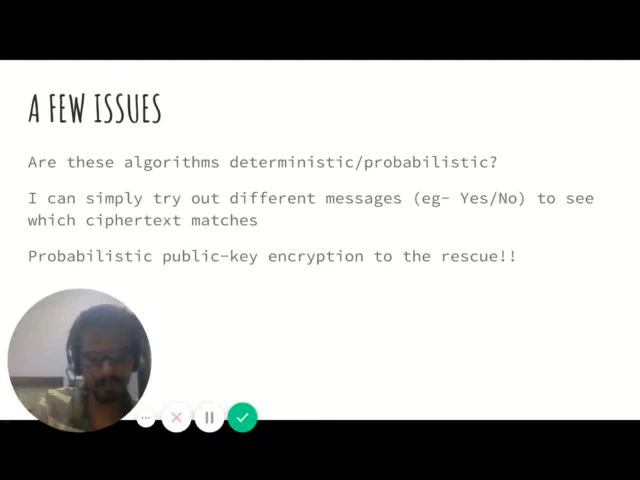 A FEW ISSUES
Are these algorithms deterministic/probabilistic?
I can simply try out different messages (eg- Yes/No) to see
which ciphertext matches
Probabilistic public-key encryption to the rescue!!